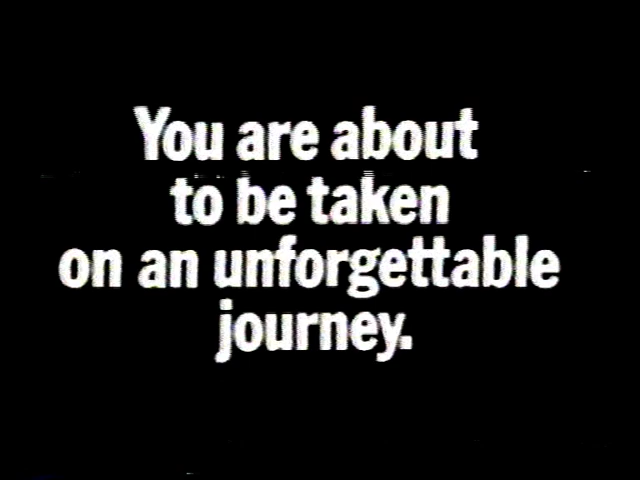 You are about
to be taken
on an unforgettable
journey.